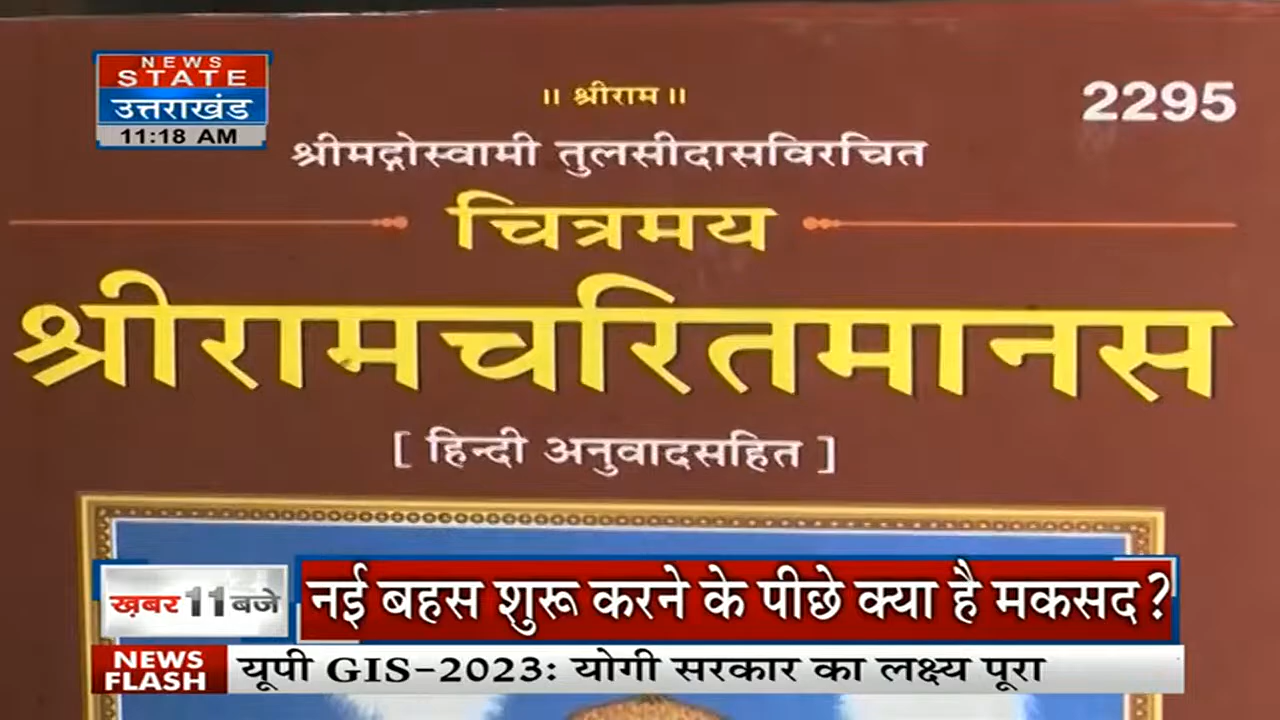 NEWS
STATE
उत्तराखंड
11:18 AM
॥ श्रीराम ॥
2295
श्रीमद्गोस्वामी तुलसीदासविरचित
चित्रमय
श्रीरामचरितमानस
[ हिन्दी अनुवादसहित ]
ख़बर 11 बजे
नई बहस शुरू करने के पीछे क्या है मकसद?
NEWS
FLASH
यूपी GIS-2023: योगी सरकार का लक्ष्य पूरा